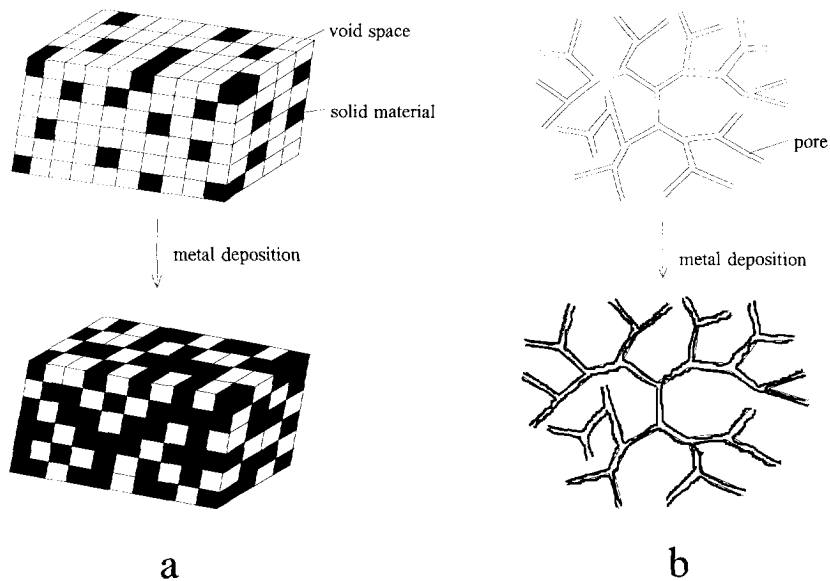 void space
solid material
pore
metal deposition
metal deposition
a
b